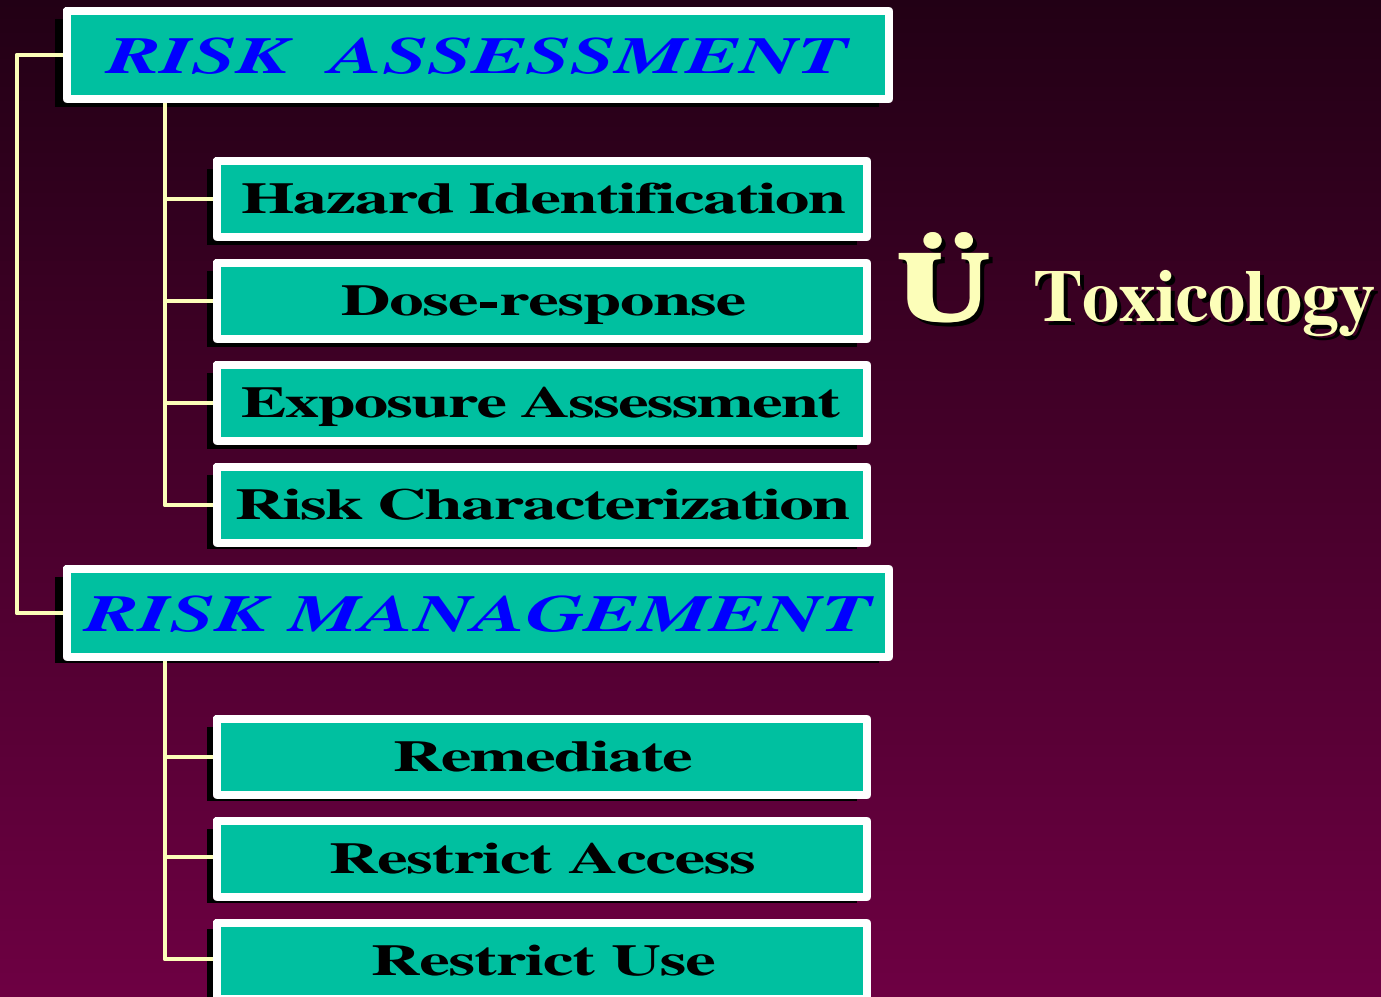 RISK ASSESSMENT
Hazard Identification
Dose-response
Ü Toxicology
Exposure Assessment
Risk Characterization
RISK MANAGEMENT
Remediate
Restrict Access
Restrict Use